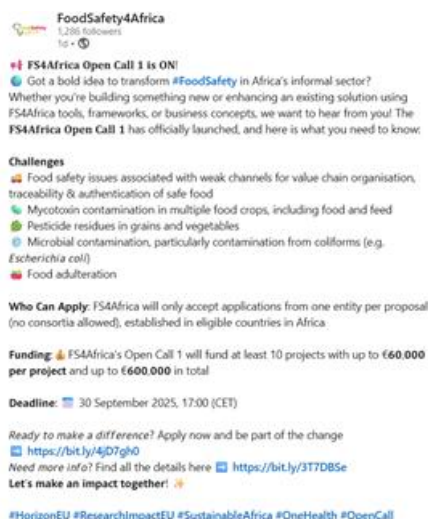 FoodSafety4Africa
1,286 followers
1d •
📢 FS4Africa Open Call 1 is ON!
🌍 Got a bold idea to transform #FoodSafety in Africa's informal sector?
Whether you're building something new or enhancing an existing solution using
FS4Africa tools, frameworks, or business concepts, we want to hear from you! The
FS4Africa Open Call 1 has officially launched, and here is what you need to know:
Challenges
🚚 Food safety issues associated with weak channels for value chain organisation,
traceability & authentication of safe food
Mycotoxin contamination in multiple food crops, including food and feed
Pesticide residues in grains and vegetables
Microbial contamination, particularly contamination from coliforms (e.g.
Escherichia coli)
Food adulteration
Who Can Apply: FS4Africa will only accept applications from one entity per proposal
(no consortia allowed), established in eligible countries in Africa
Funding: 💰 FS4Africa's Open Call 1 will fund at least 10 projects with up to €60,000
per project and up to €600,000 in total
Deadline: 🗓️ 30 September 2025, 17:00 (CET)
Ready to make a difference? Apply now and be part of the change
➡️ https://bit.ly/4jD7gh0
Need more info? Find all the details here ➡️ https://bit.ly/3T7DBSe
Let's make an impact together! ✨
#HorizonEU #ResearchImpactEU #SustainableAfrica #OneHealth #OpenCall